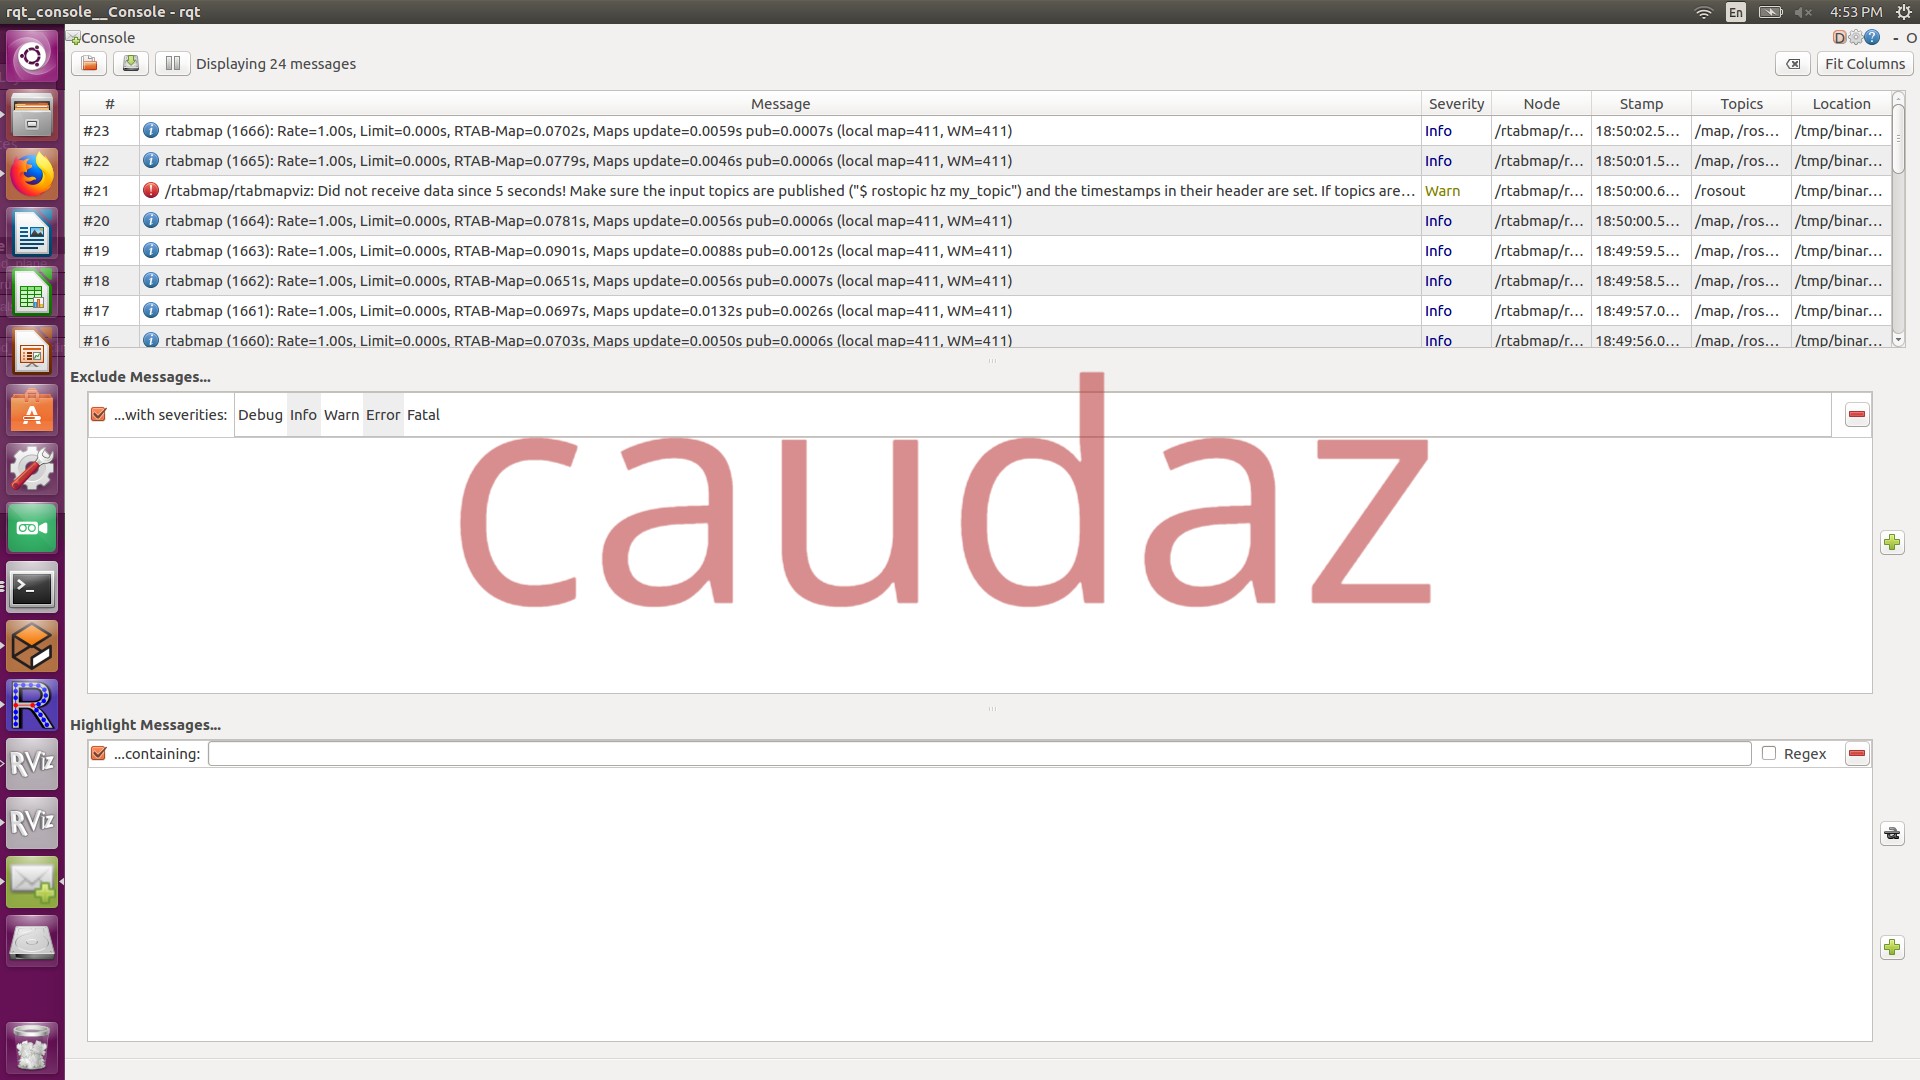 rqt_console__Console - rqt
En
4:53 PM
Console
D
- O
Displaying 24 messages
Fit Columns
# Message Severity Node Stamp Topics Location
#23 rtabmap (1666): Rate=1.00s, Limit=0.000s, RTAB-Map=0.0702s, Maps update=0.0059s pub=0.0007s (local map=411, WM=411) Info /rtabmap/r... 18:50:02.5... /map, /ros... /tmp/binar...
#22 rtabmap (1665): Rate=1.00s, Limit=0.000s, RTAB-Map=0.0779s, Maps update=0.0046s pub=0.0006s (local map=411, WM=411) Info /rtabmap/r... 18:50:01.5... /map, /ros... /tmp/binar...
#21 /rtabmap/rtabmapviz: Did not receive data since 5 seconds! Make sure the input topics are published ("$ rostopic hz my_topic") and the timestamps in their header are set. If topics are... Warn /rtabmap/r... 18:50:00.6... /rosout /tmp/binar...
#20 rtabmap (1664): Rate=1.00s, Limit=0.000s, RTAB-Map=0.0781s, Maps update=0.0056s pub=0.0006s (local map=411, WM=411) Info /rtabmap/r... 18:50:00.5... /map, /ros... /tmp/binar...
#19 rtabmap (1663): Rate=1.00s, Limit=0.000s, RTAB-Map=0.0901s, Maps update=0.0088s pub=0.0012s (local map=411, WM=411) Info /rtabmap/r... 18:49:59.5... /map, /ros... /tmp/binar...
#18 rtabmap (1662): Rate=1.00s, Limit=0.000s, RTAB-Map=0.0651s, Maps update=0.0056s pub=0.0007s (local map=411, WM=411) Info /rtabmap/r... 18:49:58.5... /map, /ros... /tmp/binar...
#17 rtabmap (1661): Rate=1.00s, Limit=0.000s, RTAB-Map=0.0697s, Maps update=0.0132s pub=0.0026s (local map=411, WM=411) Info /rtabmap/r... 18:49:57.0... /map, /ros... /tmp/binar...
#16 rtabmap (1660): Rate=1.00s, Limit=0.000s, RTAB-Map=0.0703s, Maps update=0.0050s pub=0.0006s (local map=411, WM=411) Info /rtabmap/r... 18:49:56.0... /map, /ros... /tmp/binar...
Exclude Messages...
...with severities: Debug Info Warn Error Fatal
caudaz
Highlight Messages...
...containing: Regex
R
RViz
RViz